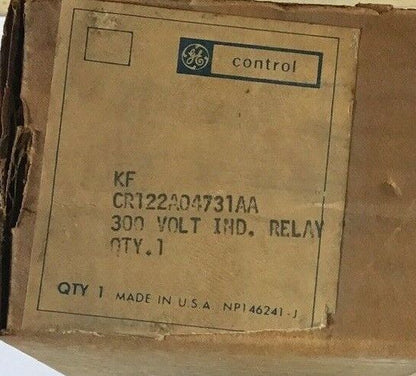 GE control
KF
CR122A04731AA
300 VOLT IND. RELAY
QTY.1
QTY 1 MADE IN U.S.A. NP146241-J